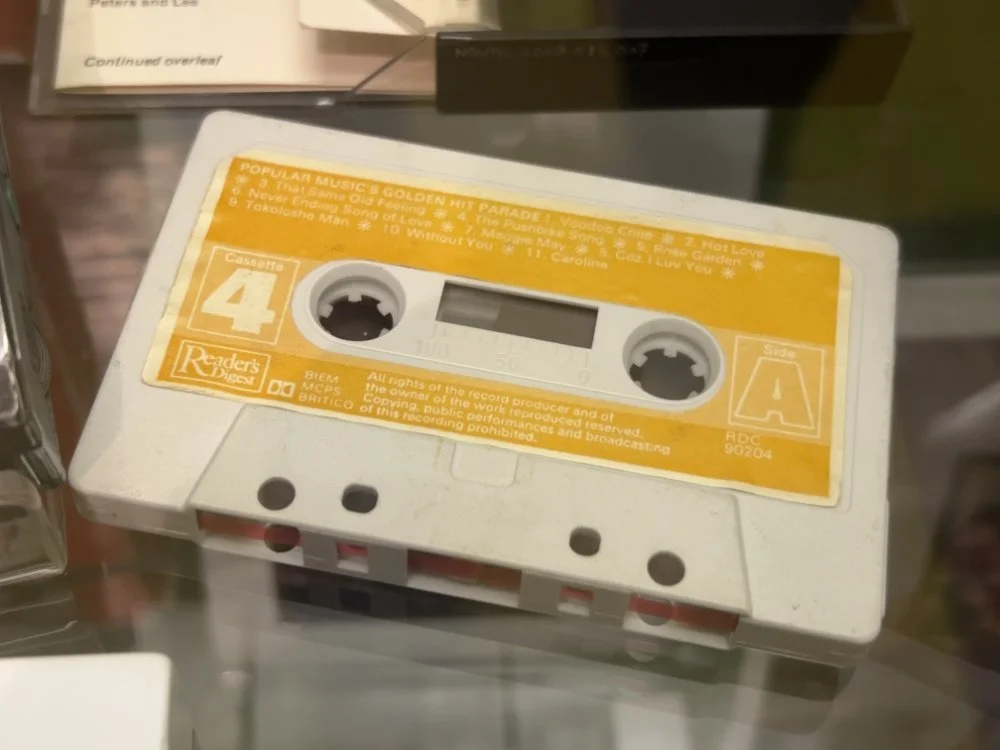 Peters and Lee
Continued overleaf
POPULAR MUSIC'S GOLDEN HIT PARADE 1. Voodoo Chile ✳ 2. Hot Love
✳ 3. That Same Old Feeling ✳ 4. The Pushbike Song ✳ 5. Rose Garden ✳
6. Never Ending Song of Love ✳ 7. Maggie May ✳ 8. Coz I Luv You ✳
9. Tokoloshe Man ✳ 10. Without You ✳ 11. Caroline
Cassette
4
100 50 0
Side
A
Reader's
Digest
BIEM
MCPS
BRITICO
All rights of the record producer and of
the owner of the work reproduced reserved.
Copying, public performances and broadcasting
of this recording prohibited.
RDC
90204